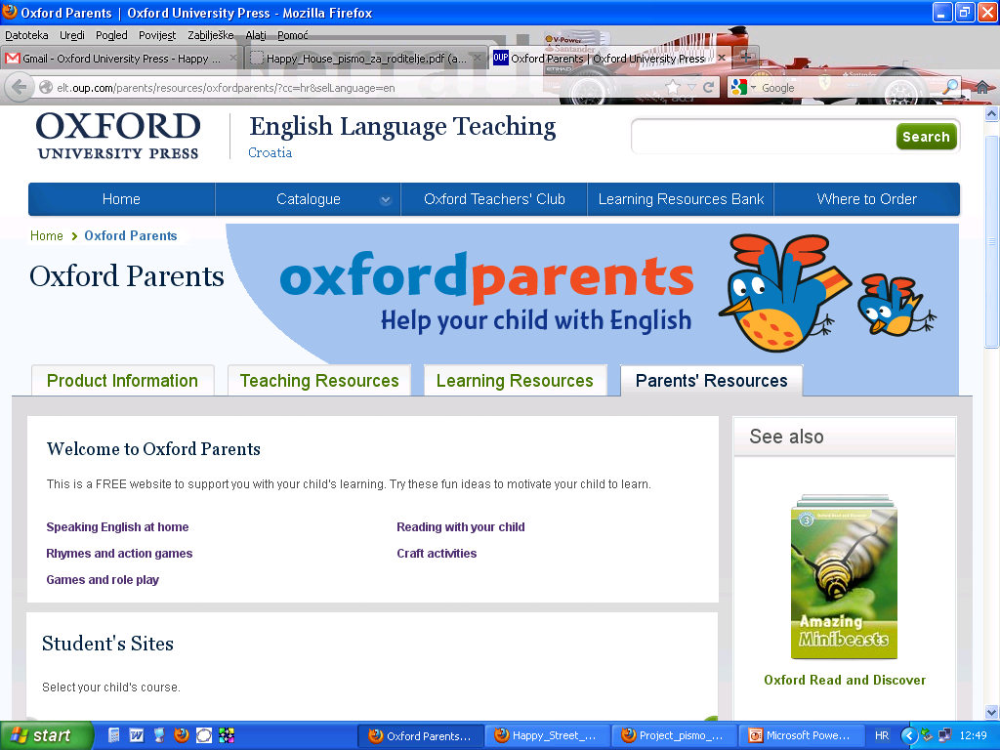 Oxford Parents | Oxford University Press - Mozilla Firefox
Datoteka Uredi Pogled Povijest Zabilješke Alati Pomoć
Gmail - Oxford University Press - Happy ... Happy_House_pismo_za_roditelje.pdf (a... OUP Oxford Parents | Oxford University Press
elt.oup.com/parents/resources/oxfordparents/?cc=hr&selLanguage=en Google
OXFORD
UNIVERSITY PRESS
English Language Teaching
Croatia
Search
Home Catalogue Oxford Teachers' Club Learning Resources Bank Where to Order
Home > Oxford Parents
Oxford Parents
oxfordparents
Help your child with English
Product Information Teaching Resources Learning Resources Parents' Resources
Welcome to Oxford Parents
This is a FREE website to support you with your child's learning. Try these fun ideas to motivate your child to learn.
Speaking English at home Reading with your child
Rhymes and action games Craft activities
Games and role play
Student's Sites
Select your child's course.
See also
Oxford Read and Discover
3
Amazing
Minibeasts
Oxford Read and Discover
start Oxford Parents... Happy_Street_... Project_pismo_... Microsoft Powe... HR 12:49